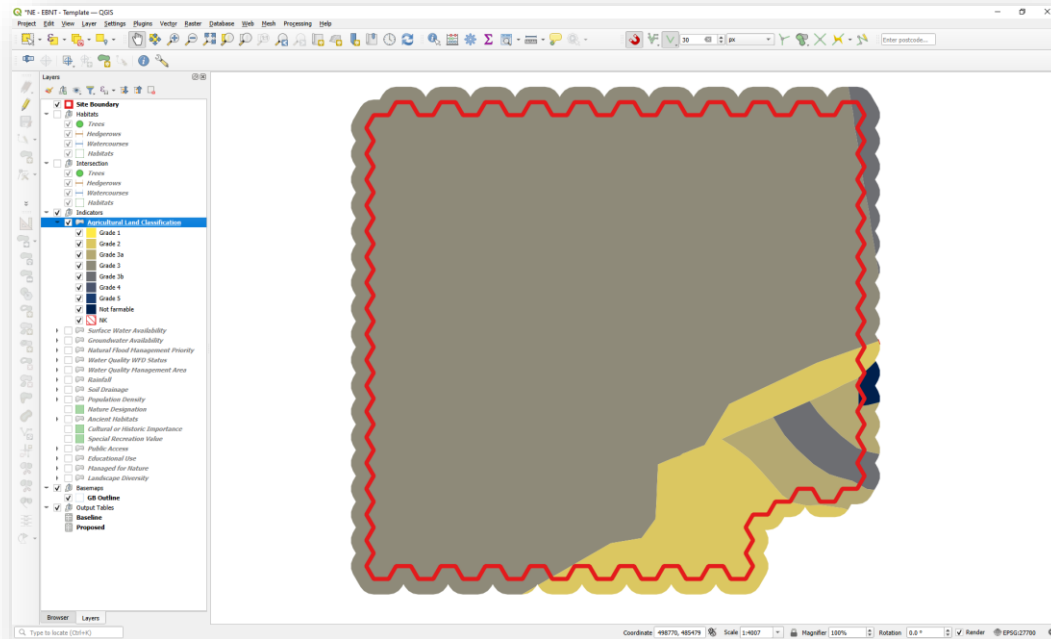 *NE - EBNT - Template — QGIS
Project Edit View Layer Settings Plugins Vector Raster Database Web Mesh Processing Help
30 px Enter postcode...
Layers
Site Boundary
Habitats
Trees
Hedgerows
Watercourses
Habitats
Intersection
Trees
Hedgerows
Watercourses
Habitats
Indicators
Agricultural Land Classification
Grade 1
Grade 2
Grade 3a
Grade 3
Grade 3b
Grade 4
Grade 5
Not farmable
NK
Surface Water Availability
Groundwater Availability
Natural Flood Management Priority
Water Quality WFD Status
Water Quality Management Area
Rainfall
Soil Drainage
Population Density
Nature Designation
Ancient Habitats
Cultural or Historic Importance
Special Recreation Value
Public Access
Educational Use
Managed for Nature
Landscape Diversity
Basemaps
GB Outline
Output Tables
Baseline
Proposed
Browser Layers
Type to locate (Ctrl+K) Coordinate 498770, 485479 Scale 1:4007 Magnifier 100% Rotation 0.0 ° Render EPSG:27700